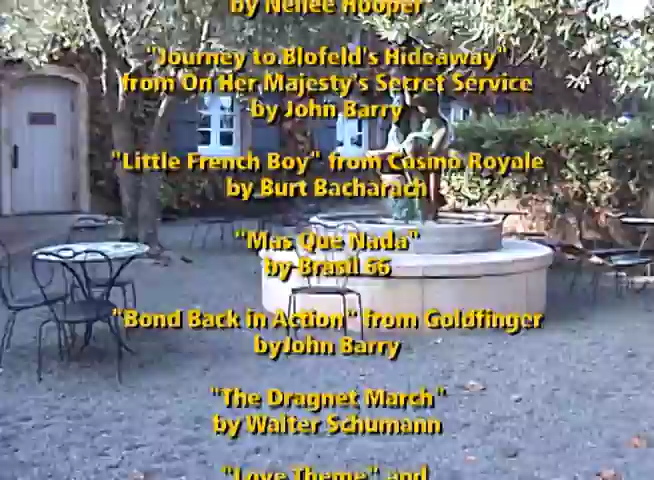 by Nellee Hooper
"Journey to Blofeld's Hideaway"
from On Her Majesty's Secret Service
by John Barry
"Little French Boy" from Casino Royale
by Burt Bacharach
"Mas Que Nada"
by Brasil 66
"Bond Back in Action" from Goldfinger
byJohn Barry
"The Dragnet March"
by Walter Schumann
"Love Theme" and